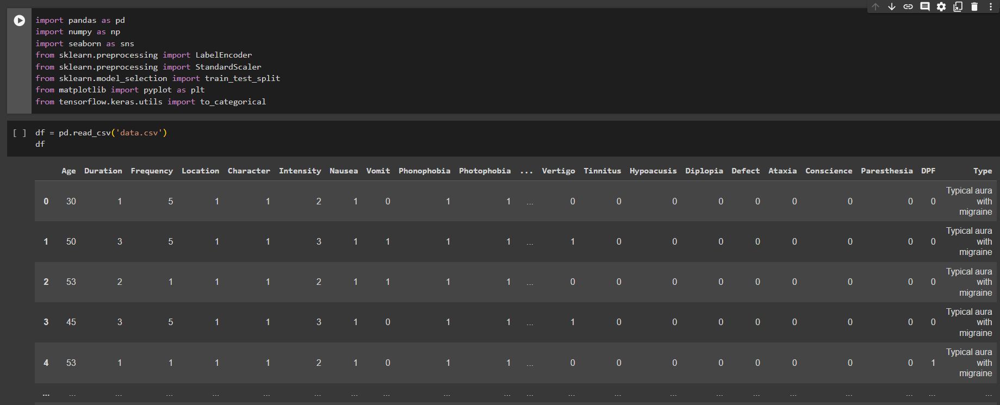 import pandas as pd
import numpy as np
import seaborn as sns
from sklearn.preprocessing import LabelEncoder
from sklearn.preprocessing import StandardScaler
from sklearn.model_selection import train_test_split
from matplotlib import pyplot as plt
from tensorflow.keras.utils import to_categorical
[ ] df = pd.read_csv('data.csv')
df
Age Duration Frequency Location Character Intensity Nausea Vomit Phonophobia Photophobia ... Vertigo Tinnitus Hypoacusis Diplopia Defect Ataxia Conscience Paresthesia DPF Type
0 30 1 5 1 1 2 1 0 1 1 ... 0 0 0 0 0 0 0 0 0 Typical aura
with
migraine
1 50 3 5 1 1 3 1 1 1 1 ... 1 0 0 0 0 0 0 0 0 Typical aura
with
migraine
2 53 2 1 1 1 2 1 1 1 1 ... 0 0 0 0 0 0 0 0 0 Typical aura
with
migraine
3 45 3 5 1 1 3 1 0 1 1 ... 1 0 0 0 0 0 0 0 0 Typical aura
with
migraine
4 53 1 1 1 1 2 1 0 1 1 ... 0 0 0 0 0 0 0 0 1 Typical aura
with
migraine
... ... ... ... ... ... ... ... ... ... ... ... ... ... ... ... ... ... ... ... ...